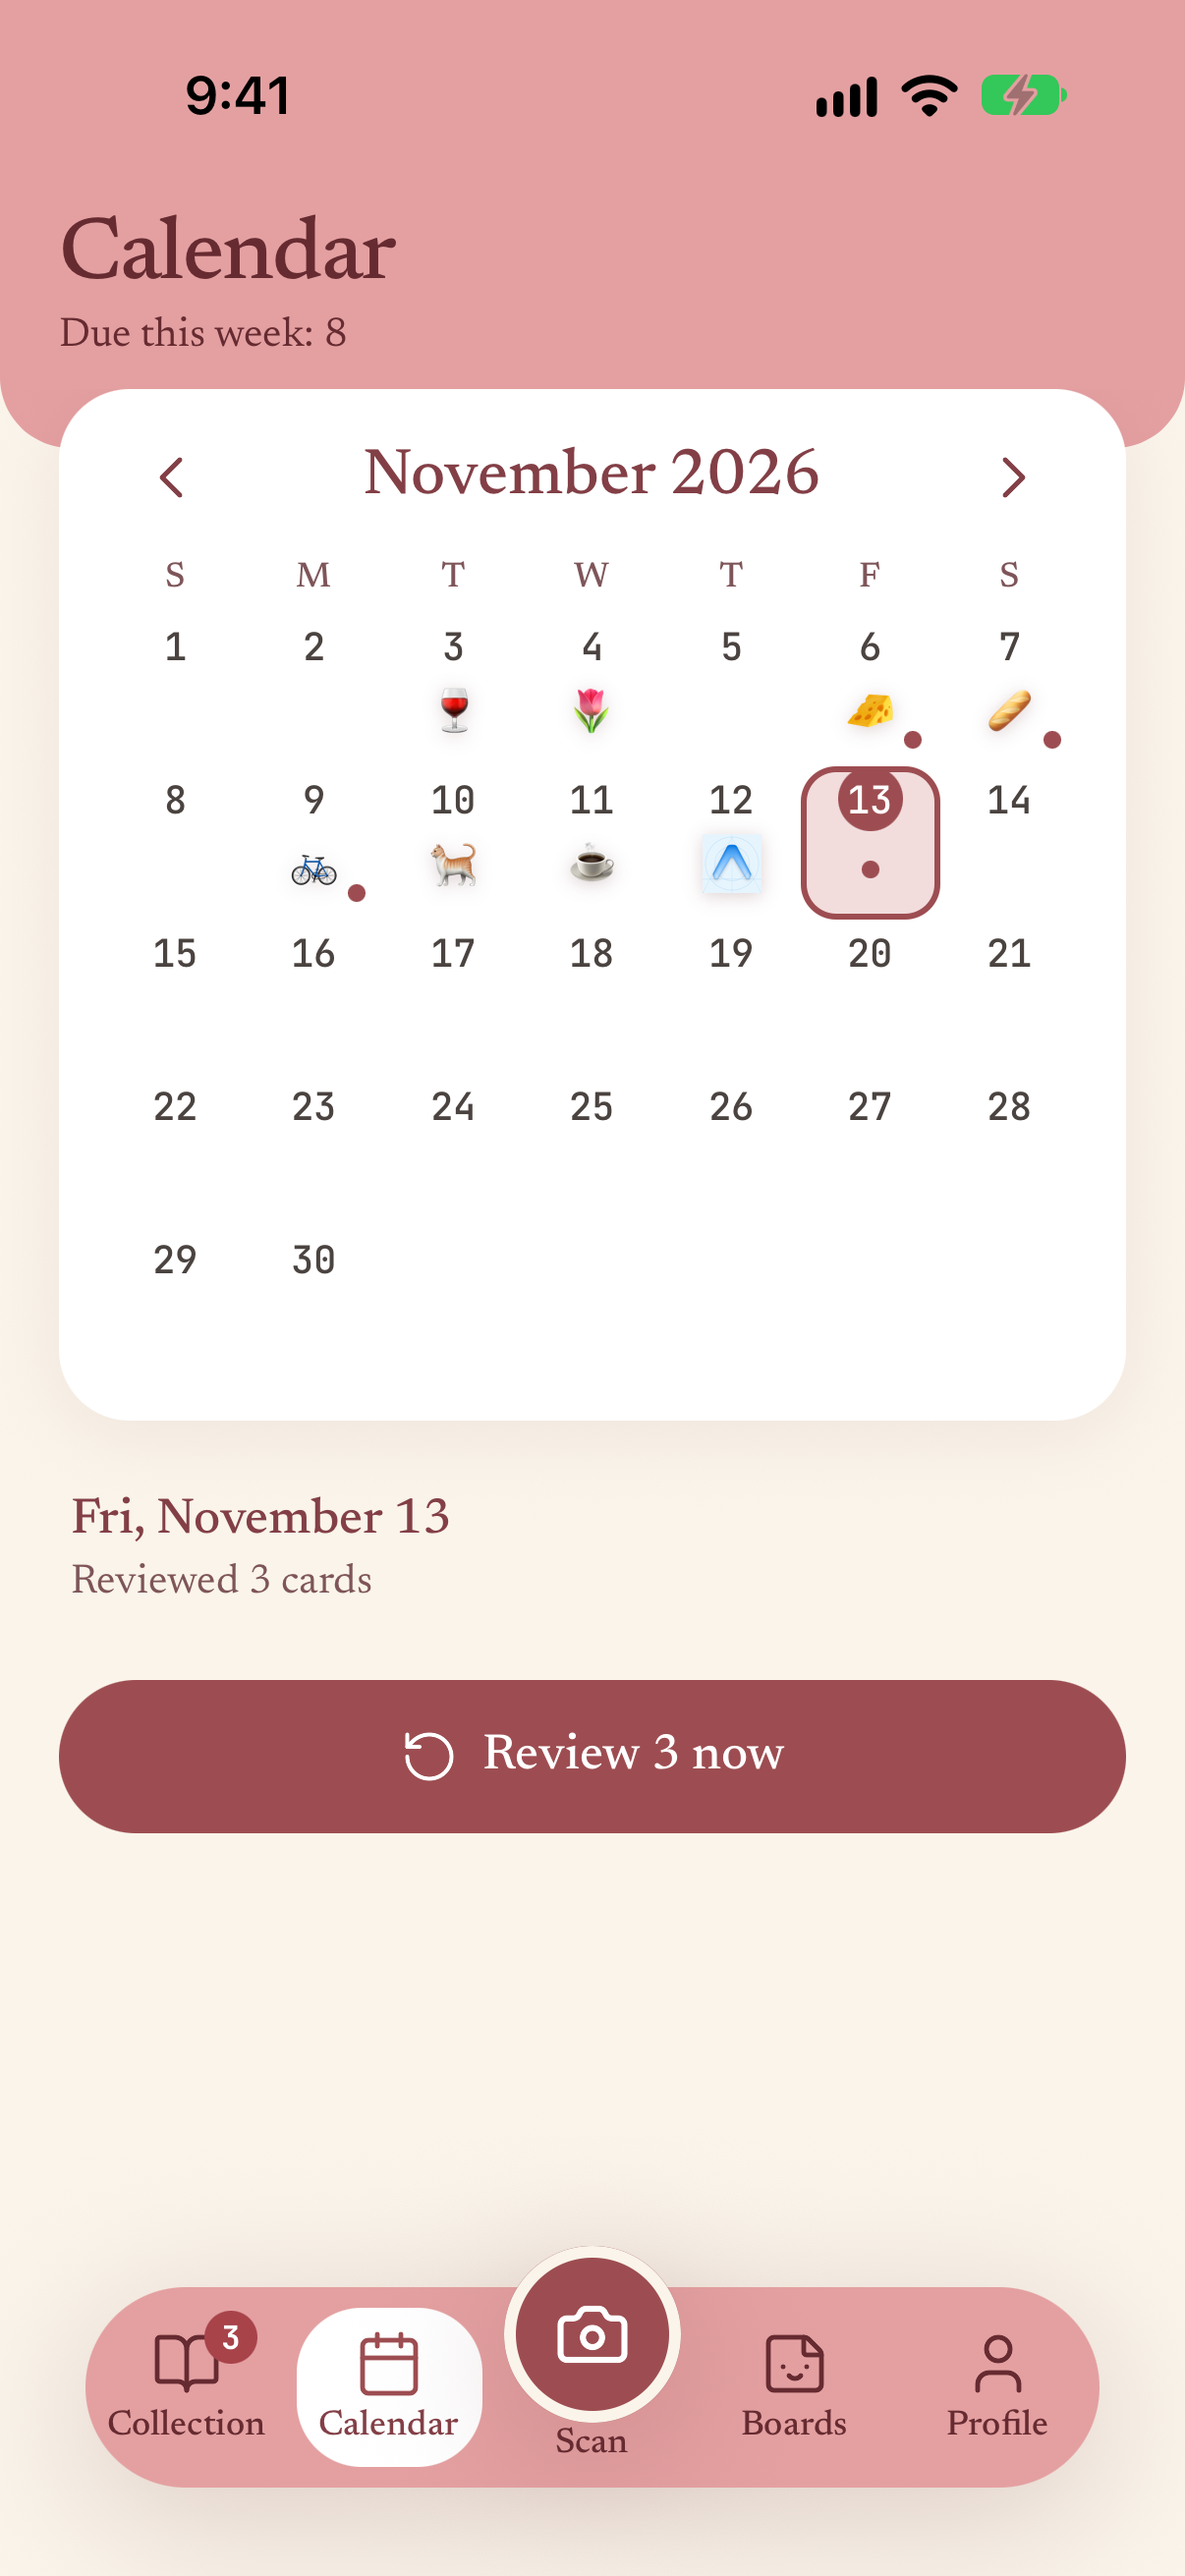 9:41
Calendar
Due this week: 8
November 2026
S M T W T F S
1 2 3 4 5 6 7
8 9 10 11 12 13 14
15 16 17 18 19 20 21
22 23 24 25 26 27 28
29 30
Fri, November 13
Reviewed 3 cards
Review 3 now
3
Collection Calendar Scan Boards Profile